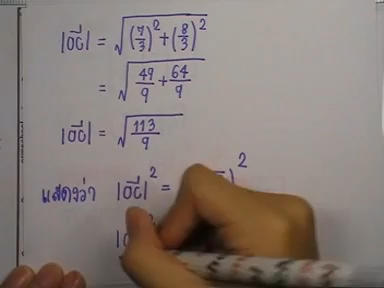 |OC̅| = √((7/3)² + (8/3)²)
= √(49/9 + 64/9)
|OC̅| = √(113/9)
แสดงว่า |OC̅|² = )²